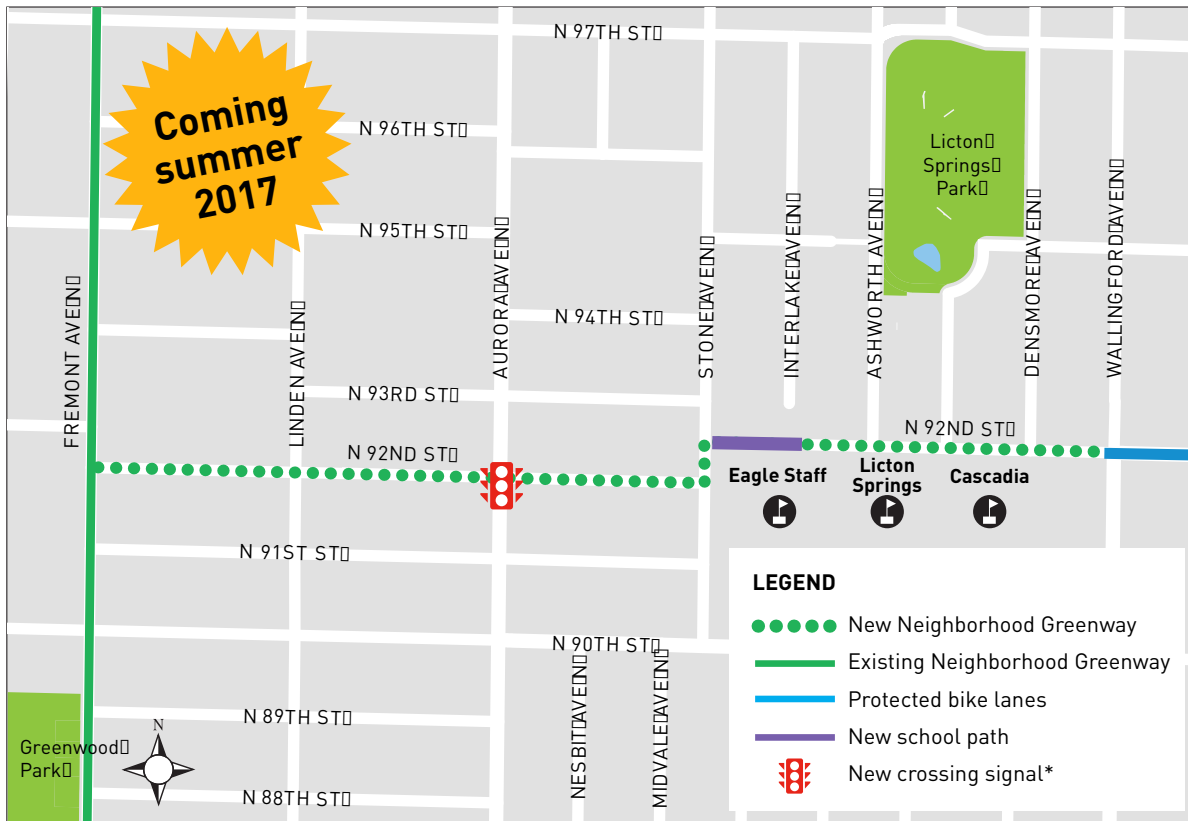 N 97TH ST
Coming
summer
2017
N 96TH ST
Licton
Springs
Park
N 95TH ST
N 94TH ST
FREMONT AVE N
LINDEN AVE N
AURORA AVE N
STONE AVE N
INTERLAKE AVE N
ASHWORTH AVE N
DENSMORE AVE N
WALLINGFORD AVE N
N 93RD ST
N 92ND ST
N 92ND ST
Eagle Staff
Licton
Springs
Cascadia
N 91ST ST
N 90TH ST
NESBIT AVE N
MIDVALE AVE N
N 89TH ST
N
Greenwood
Park
N 88TH ST
LEGEND
New Neighborhood Greenway
Existing Neighborhood Greenway
Protected bike lanes
New school path
New crossing signal*